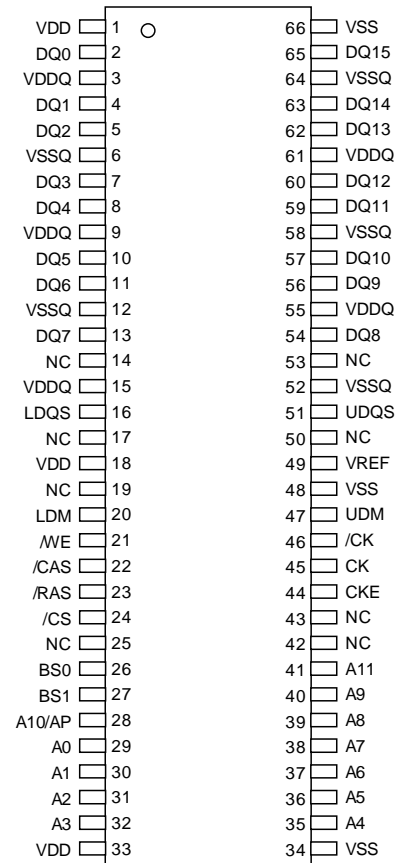 VDD 1 66 VSS
DQ0 2 65 DQ15
VDDQ 3 64 VSSQ
DQ1 4 63 DQ14
DQ2 5 62 DQ13
VSSQ 6 61 VDDQ
DQ3 7 60 DQ12
DQ4 8 59 DQ11
VDDQ 9 58 VSSQ
DQ5 10 57 DQ10
DQ6 11 56 DQ9
VSSQ 12 55 VDDQ
DQ7 13 54 DQ8
NC 14 53 NC
VDDQ 15 52 VSSQ
LDQS 16 51 UDQS
NC 17 50 NC
VDD 18 49 VREF
NC 19 48 VSS
LDM 20 47 UDM
/WE 21 46 /CK
/CAS 22 45 CK
/RAS 23 44 CKE
/CS 24 43 NC
NC 25 42 NC
BS0 26 41 A11
BS1 27 40 A9
A10/AP 28 39 A8
A0 29 38 A7
A1 30 37 A6
A2 31 36 A5
A3 32 35 A4
VDD 33 34 VSS